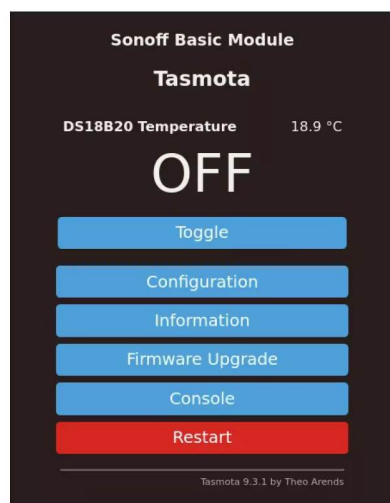 Sonoff Basic Module
Tasmota
DS18B20 Temperature 18.9 °C
OFF
Toggle
Configuration
Information
Firmware Upgrade
Console
Restart
Tasmota 9.3.1 by Theo Arends